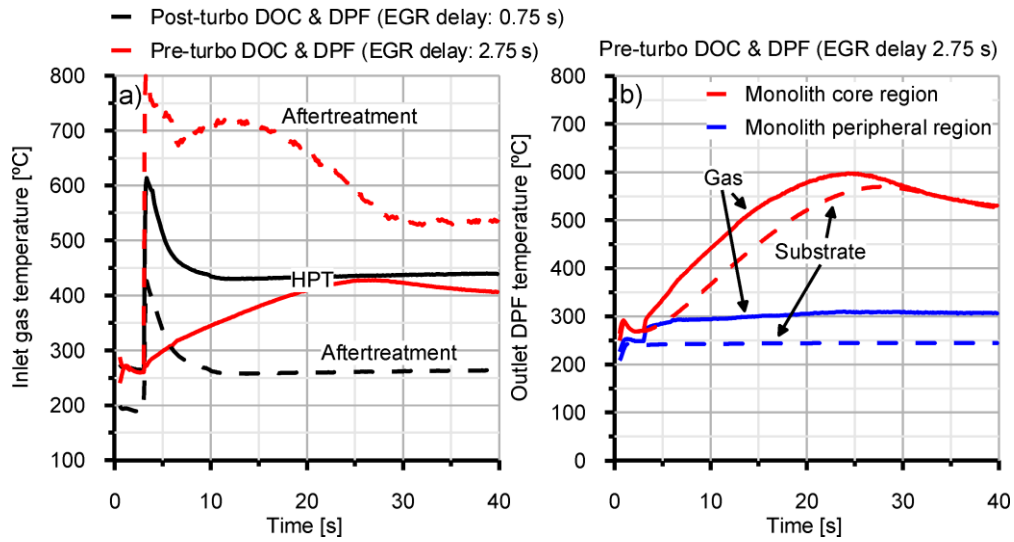 Post-turbo DOC & DPF (EGR delay: 0.75 s)
Pre-turbo DOC & DPF (EGR delay: 2.75 s)
Pre-turbo DOC & DPF (EGR delay 2.75 s)
a)
Aftertreatment
HPT
Aftertreatment
Inlet gas temperature [ºC]
800
700
600
500
400
300
200
100
0
10
20
30
40
Time [s]
b)
Monolith core region
Monolith peripheral region
Gas
Substrate
Outlet DPF temperature [ºC]
800
700
600
500
400
300
200
100
0
0
10
20
30
40
Time [s]